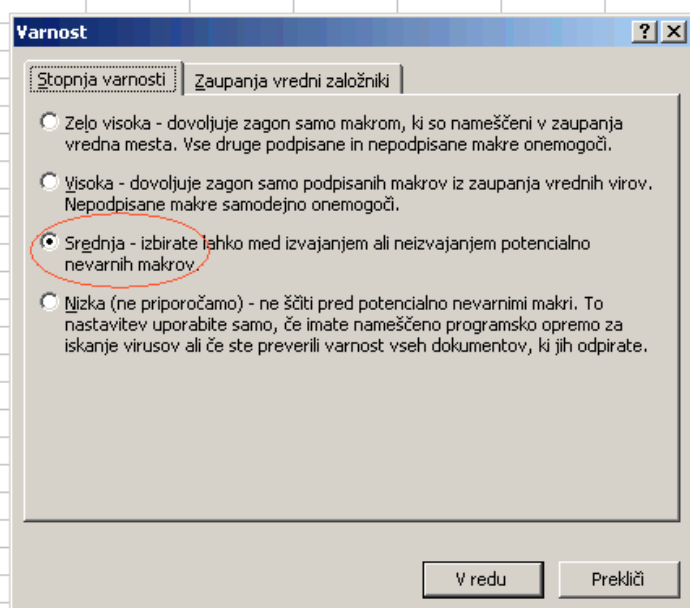 Varnost
Stopnja varnosti
Zaupanja vredni založniki
Zelo visoka - dovoljuje zagon samo makrom, ki so nameščeni v zaupanja
vredna mesta. Vse druge podpisane in nepodpisane makre onemogoči.
Visoka - dovoljuje zagon samo podpisanih makrov iz zaupanja vrednih virov.
Nepodpisane makre samodejno onemogoči.
Srednja - izbirate lahko med izvajanjem ali neizvajanjem potencialno
nevarnih makrov.
Nizka (ne priporočamo) - ne ščiti pred potencialno nevarnimi makri. To
nastavitev uporabite samo, če imate nameščeno programsko opremo za
iskanje virusov ali če ste preverili varnost vseh dokumentov, ki jih odpirate.
V redu
Prekliči